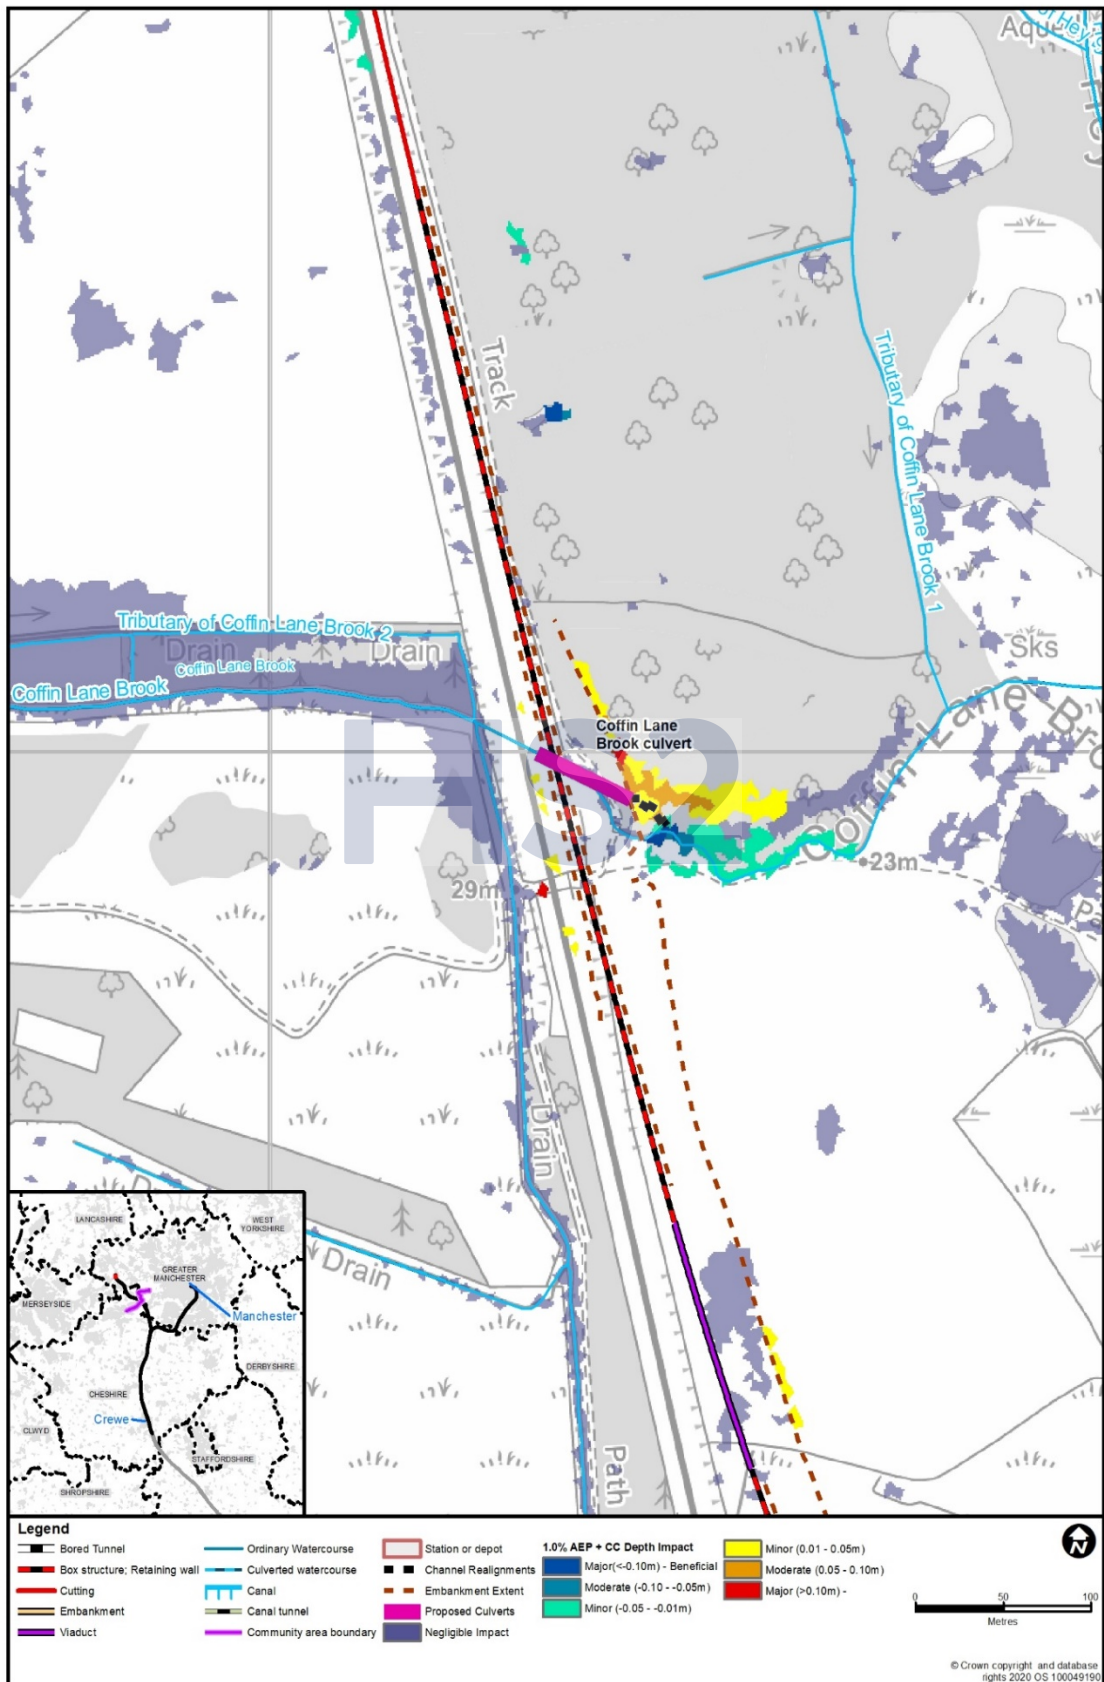 Aque
of Hey
Hey
Track
Tributary of Coffin Lane Brook 1
Tributary of Coffin Lane Brook 2
Drain
Drain
Coffin Lane Brook
Coffin Lane Brook
Sks
Coffin Lane
Brook culvert
Coffin Lane Bro
HS2
23m
29m
Pa
Drain
Drain
Path
LANCASHIRE
WEST
YORKSHIRE
GREATER
MANCHESTER
MERSEYSIDE
Manchester
DERBYSHIRE
CHESHIRE
Crewe
CLWYD
STAFFORDSHIRE
SHROPSHIRE
Legend
Bored Tunnel
Box structure; Retaining wall
Cutting
Embankment
Viaduct
Ordinary Watercourse
Culverted watercourse
Canal
Canal tunnel
Community area boundary
Station or depot
Channel Realignments
Embankment Extent
Proposed Culverts
Negligible Impact
1.0% AEP + CC Depth Impact
Major(<-0.10m) - Beneficial
Moderate (-0.10 - -0.05m)
Minor (-0.05 - -0.01m)
Minor (0.01 - 0.05m)
Moderate (0.05 - 0.10m)
Major (>0.10m) -
N
0 50 100
Metres
© Crown copyright and database
rights 2020 OS 100049190